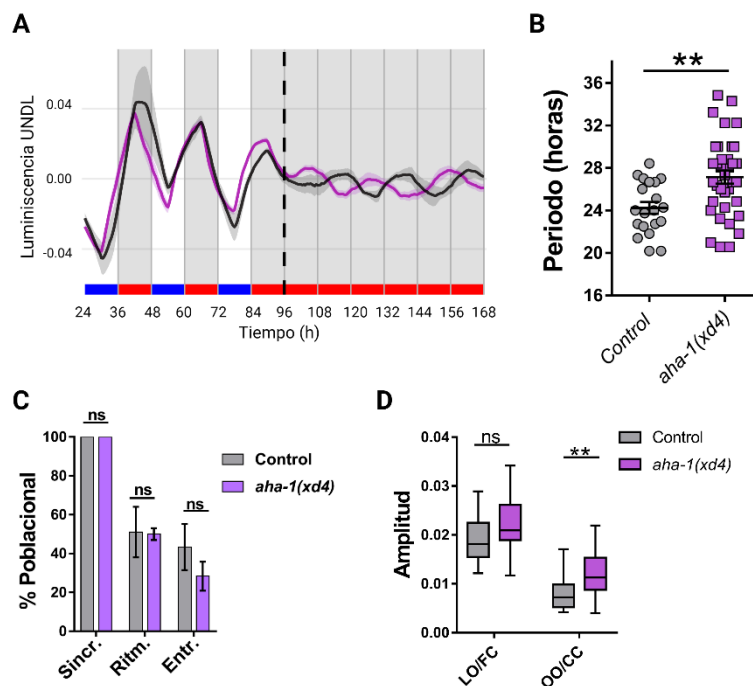 A
Luminiscencia UNDL
0.04
0.00
-0.04
24 36 48 60 72 84 96 108 120 132 144 156 168
Tiempo (h)
B
**
Periodo (horas)
36
32
28
24
20
16
Control
aha-1(xd4)
C
ns
ns
ns
Control
aha-1(xd4)
% Poblacional
100
80
60
40
20
0
Sincr.
Ritm.
Entr.
D
ns
**
Control
aha-1(xd4)
Amplitud
0.04
0.03
0.02
0.01
0.00
LO/FC
OO/CC